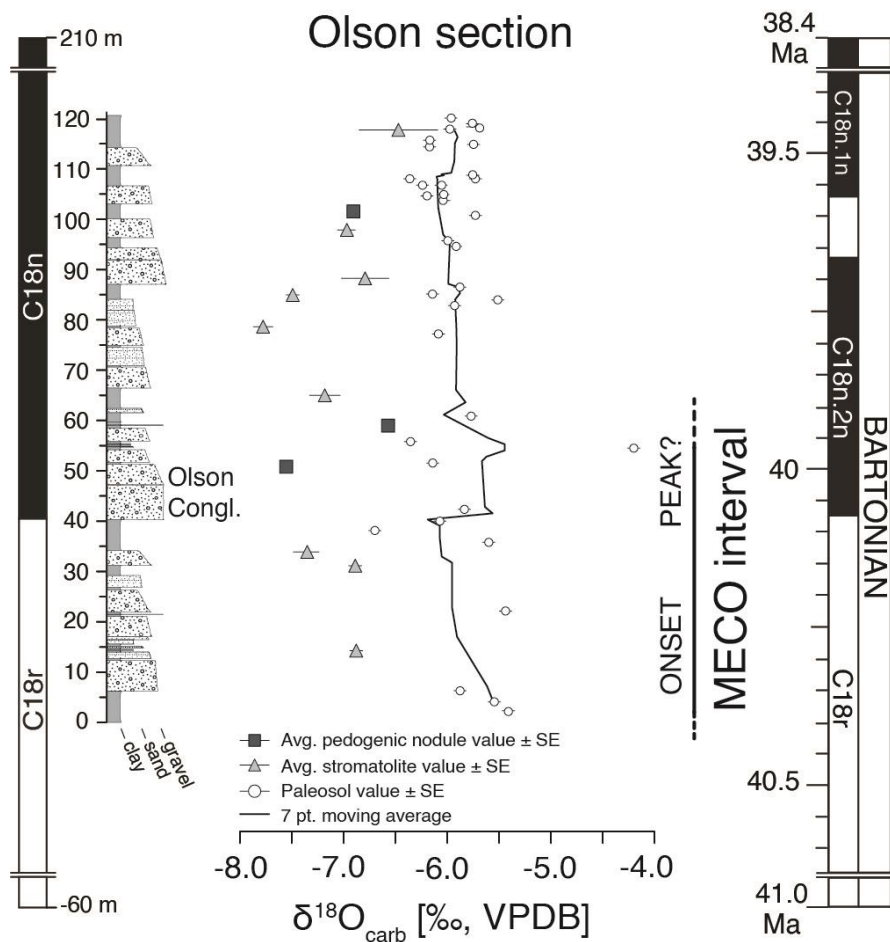 Olson section
210 m
C18n
C18r
-60 m
120
110
100
90
80
70
60
50
40
30
20
10
0
clay
sand
gravel
Olson
Congl.
Avg. pedogenic nodule value ± SE
Avg. stromatolite value ± SE
Paleosol value ± SE
7 pt. moving average
-8.0 -7.0 -6.0 -5.0 -4.0
δ¹⁸Ocarb [‰, VPDB]
ONSET PEAK?
MECO interval
38.4
Ma
39.5
40
40.5
41.0
Ma
C18n.1n
C18n.2n
C18r
BARTONIAN